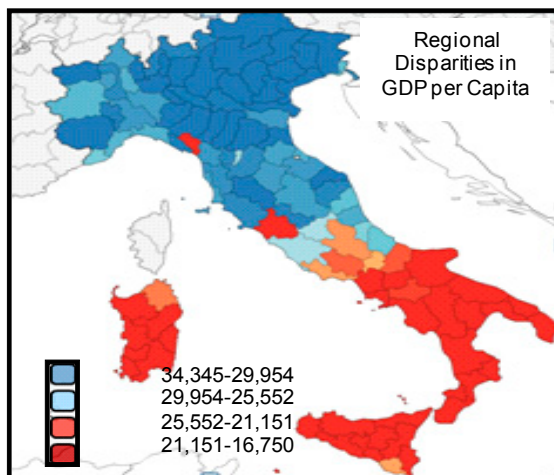 Regional
Disparities in
GDP per Capita
34,345-29,954
29,954-25,552
25,552-21,151
21,151-16,750